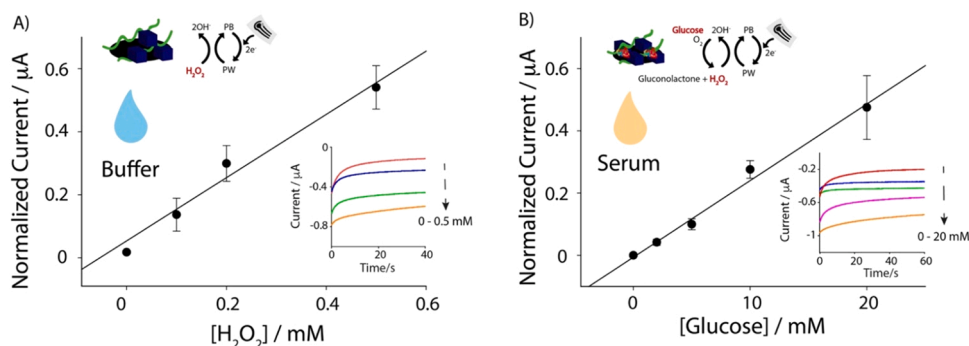 A)
2OH⁻ PB
2e⁻
H₂O₂ PW
Buffer
Normalized Current / µA
0.6
0.4
0.2
0
0 0.2 0.4 0.6
[H₂O₂] / mM
Current / µA
0
-0.4
-0.8
0 20 40
Time/s
0 - 0.5 mM
B)
Glucose
O₂ 2OH⁻ PB
2e⁻
PW
Gluconolactone + H₂O₂
Serum
Normalized Current / µA
0.6
0.4
0.2
0
0 10 20
[Glucose] / mM
Current / µA
-0.2
-0.6
-1
0 20 40 60
Time/s
0 - 20 mM